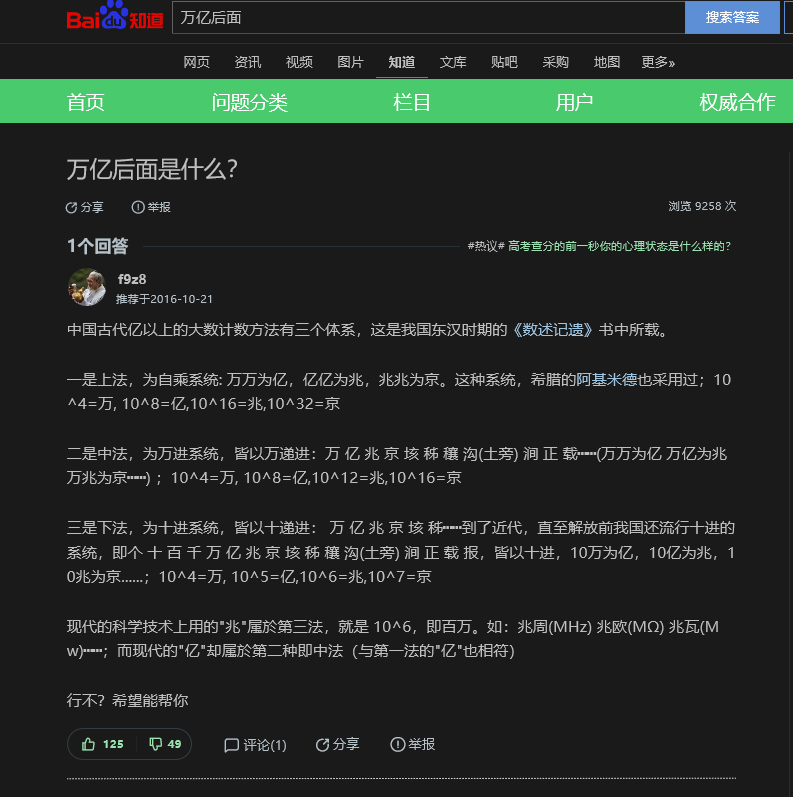 Bai du 知道
万亿后面
搜索答案
网页 资讯 视频 图片 知道 文库 贴吧 采购 地图 更多»
首页 问题分类 栏目 用户 权威合作
万亿后面是什么?
分享 举报 浏览 9258 次
1个回答 #热议# 高考查分的前一秒你的心理状态是什么样的?
f9z8
推荐于2016-10-21
中国古代亿以上的大数计数方法有三个体系，这是我国东汉时期的《数述记遗》书中所载。
一是上法，为自乘系统: 万万为亿，亿亿为兆，兆兆为京。这种系统，希腊的阿基米德也采用过；10
^4=万, 10^8=亿,10^16=兆,10^32=京
二是中法，为万进系统，皆以万递进：万 亿 兆 京 垓 秭 穰 沟(土旁) 涧 正 载┅┅(万万为亿 万亿为兆
万兆为京┅┅) ；10^4=万, 10^8=亿,10^12=兆,10^16=京
三是下法，为十进系统，皆以十递进： 万 亿 兆 京 垓 秭┅┅到了近代，直至解放前我国还流行十进的
系统，即个 十 百 千 万 亿 兆 京 垓 秭 穰 沟(土旁) 涧 正 载 报，皆以十进，10万为亿，10亿为兆，1
0兆为京......；10^4=万, 10^5=亿,10^6=兆,10^7=京
现代的科学技术上用的"兆"属於第三法，就是 10^6，即百万。如：兆周(MHz) 兆欧(MΩ) 兆瓦(M
w)┅┅；而现代的"亿"却属於第二种即中法（与第一法的"亿"也相符）
行不？希望能帮你
125 49 评论(1) 分享 举报